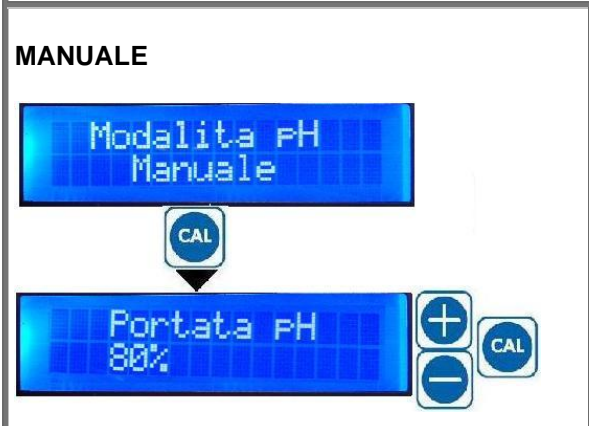 MANUALE
Modalita pH
Manuale
CAL
Portata pH
80%
CAL